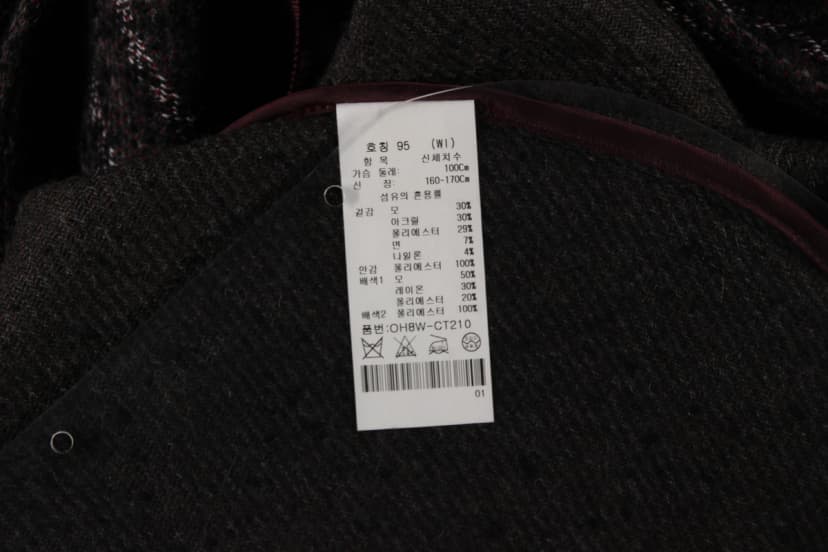 호칭 95 (WI)
항 목 신체치수
가슴 둘레: 100Cm
신 장: 160-170Cm
섬유의 혼용률
겉감 모 30%
아크릴 30%
폴리에스터 29%
면 7%
나일론 4%
안감 폴리에스터 100%
배색1 모 50%
레이온 30%
폴리에스터 20%
배색2 폴리에스터 100%
품번:OH8W-CT210
01